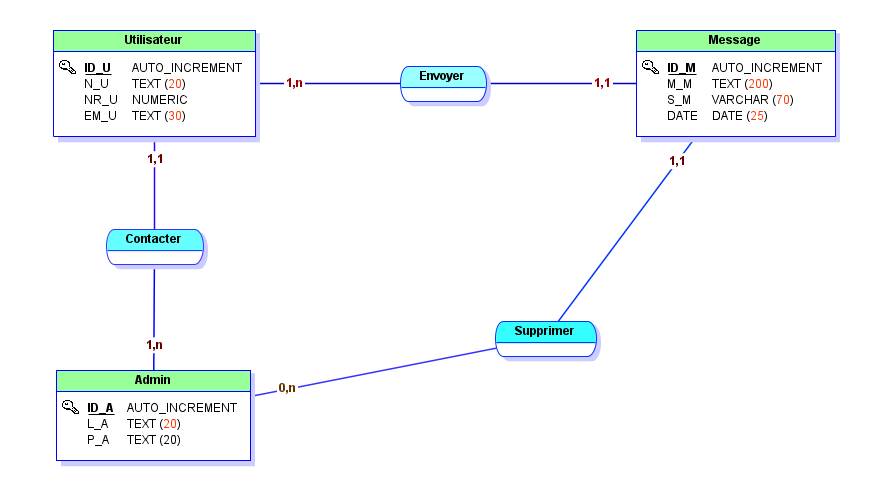 Utilisateur
ID_U AUTO_INCREMENT
N_U TEXT (20)
NR_U NUMERIC
EM_U TEXT (30)
1,n
Envoyer
1,1
Message
ID_M AUTO_INCREMENT
M_M TEXT (200)
S_M VARCHAR (70)
DATE DATE (25)
1,1
1,1
Contacter
1,n
Supprimer
0,n
Admin
ID_A AUTO_INCREMENT
L_A TEXT (20)
P_A TEXT (20)